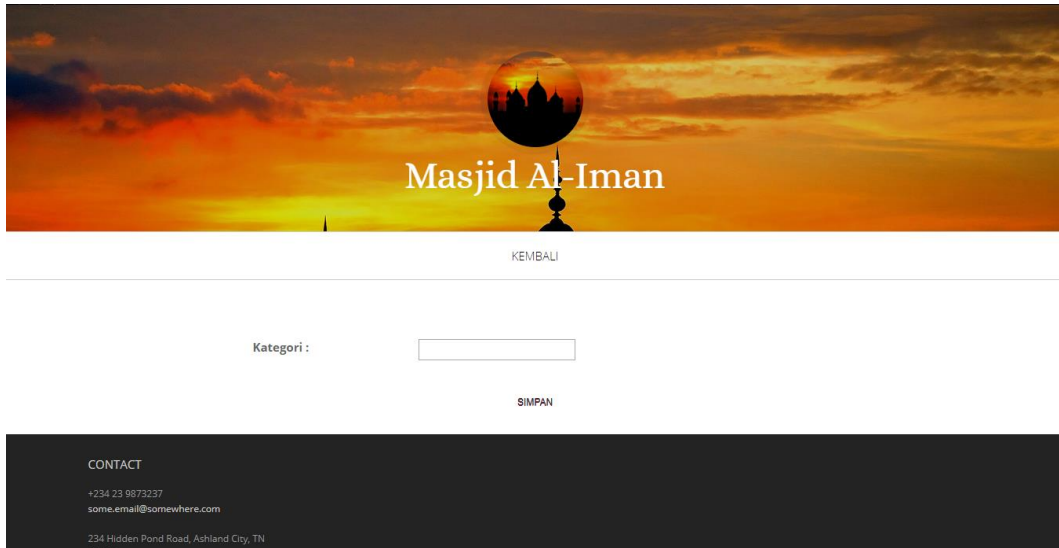 Masjid Al-Iman
KEMBALI
Kategori :
SIMPAN
CONTACT
+234 23 9873237
some.email@somewhere.com
234 Hidden Pond Road, Ashland City, TN